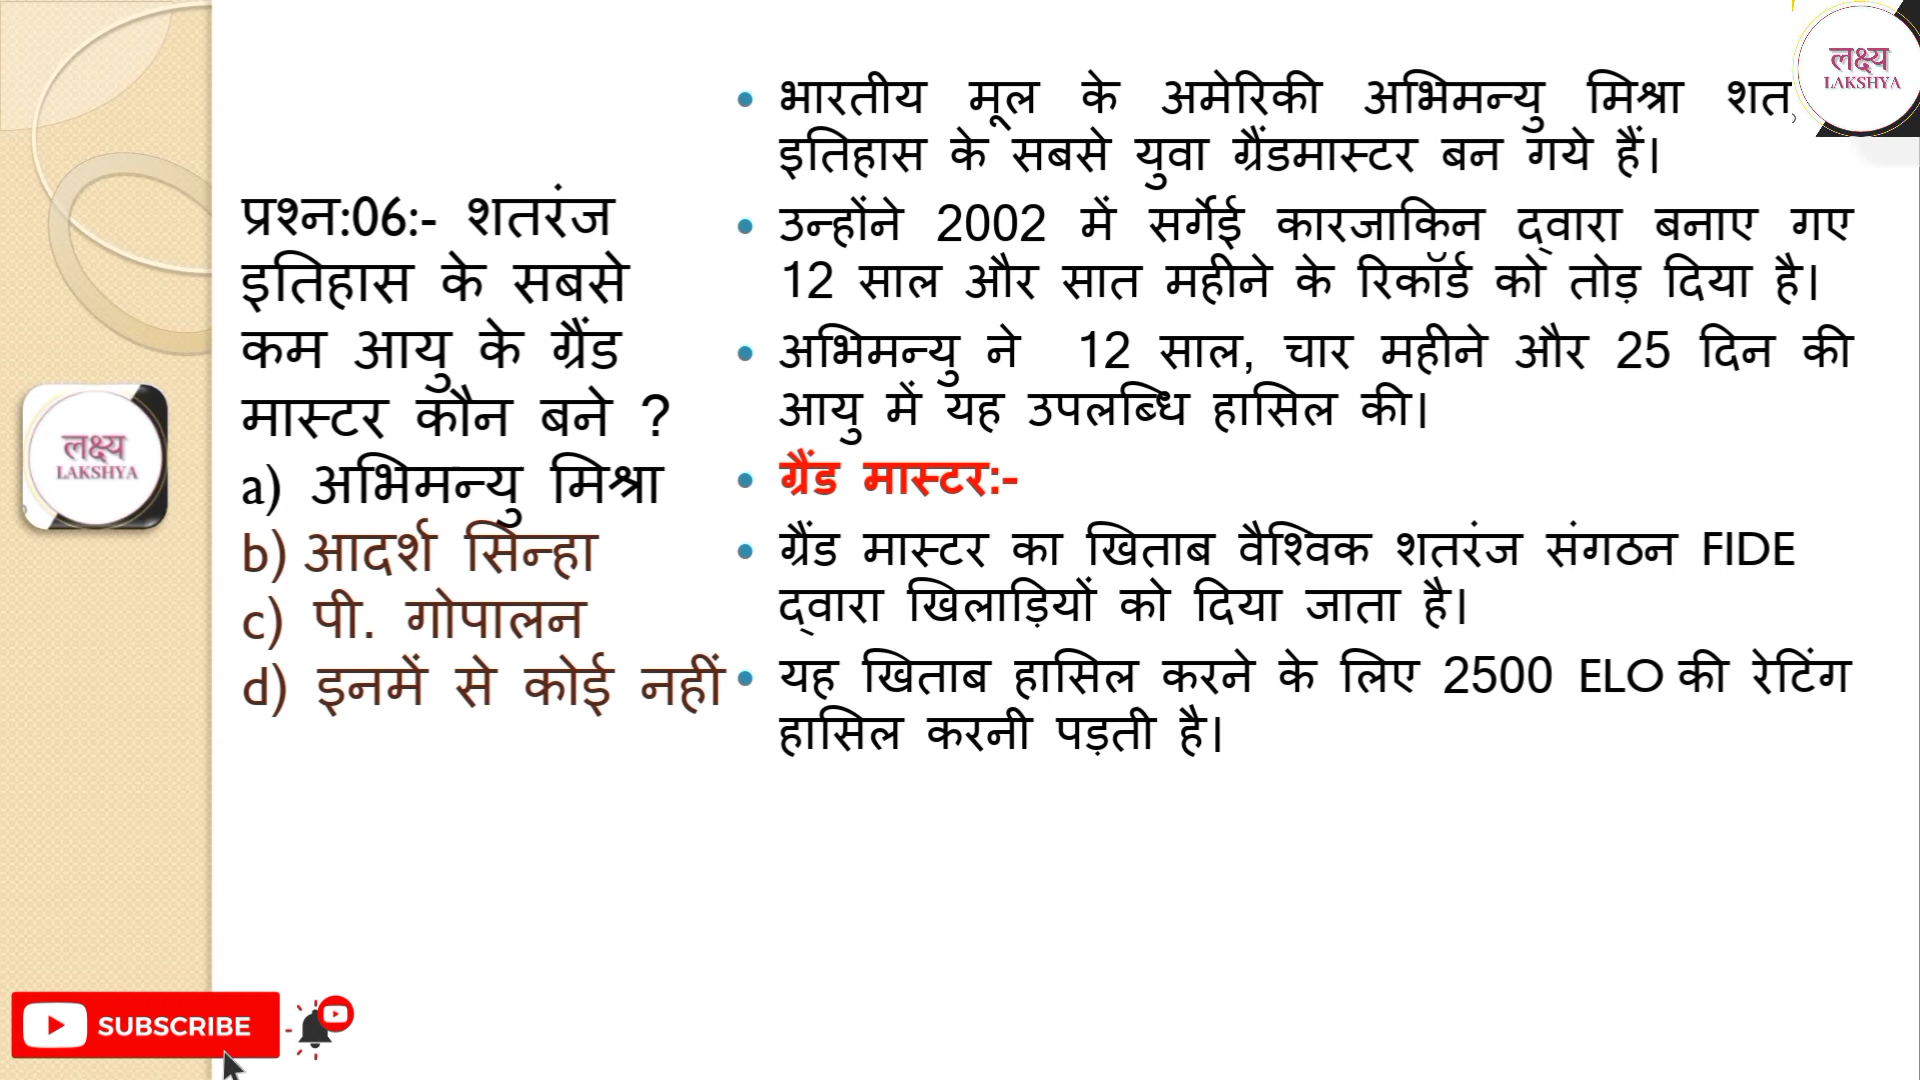 प्रश्न:06:- शतरंज
इतिहास के सबसे
कम आयु के ग्रैंड
मास्टर कौन बने ?
a) अभिमन्यु मिश्रा
b) आदर्श सिन्हा
c) पी. गोपालन
d) इनमें से कोई नहीं
भारतीय मूल के अमेरिकी अभिमन्यु मिश्रा
इतिहास के सबसे युवा ग्रैंडमास्टर बन गये हैं।
उन्होंने 2002 में सर्गेई कारजाकिन द्वारा बनाए गए
12 साल और सात महीने के रिकॉर्ड को तोड़ दिया है।
अभिमन्यु ने 12 साल, चार महीने और 25 दिन की
आयु में यह उपलब्धि हासिल की।
ग्रैंड मास्टर:-
ग्रैंड मास्टर का खिताब वैश्विक शतरंज संगठन FIDE
द्वारा खिलाड़ियों को दिया जाता है।
यह खिताब हासिल करने के लिए 2500 ELO की रेटिंग
हासिल करनी पड़ती है।
लक्ष्य
LAKSHYA
लक्ष्य
LAKSHYA
SUBSCRIBE